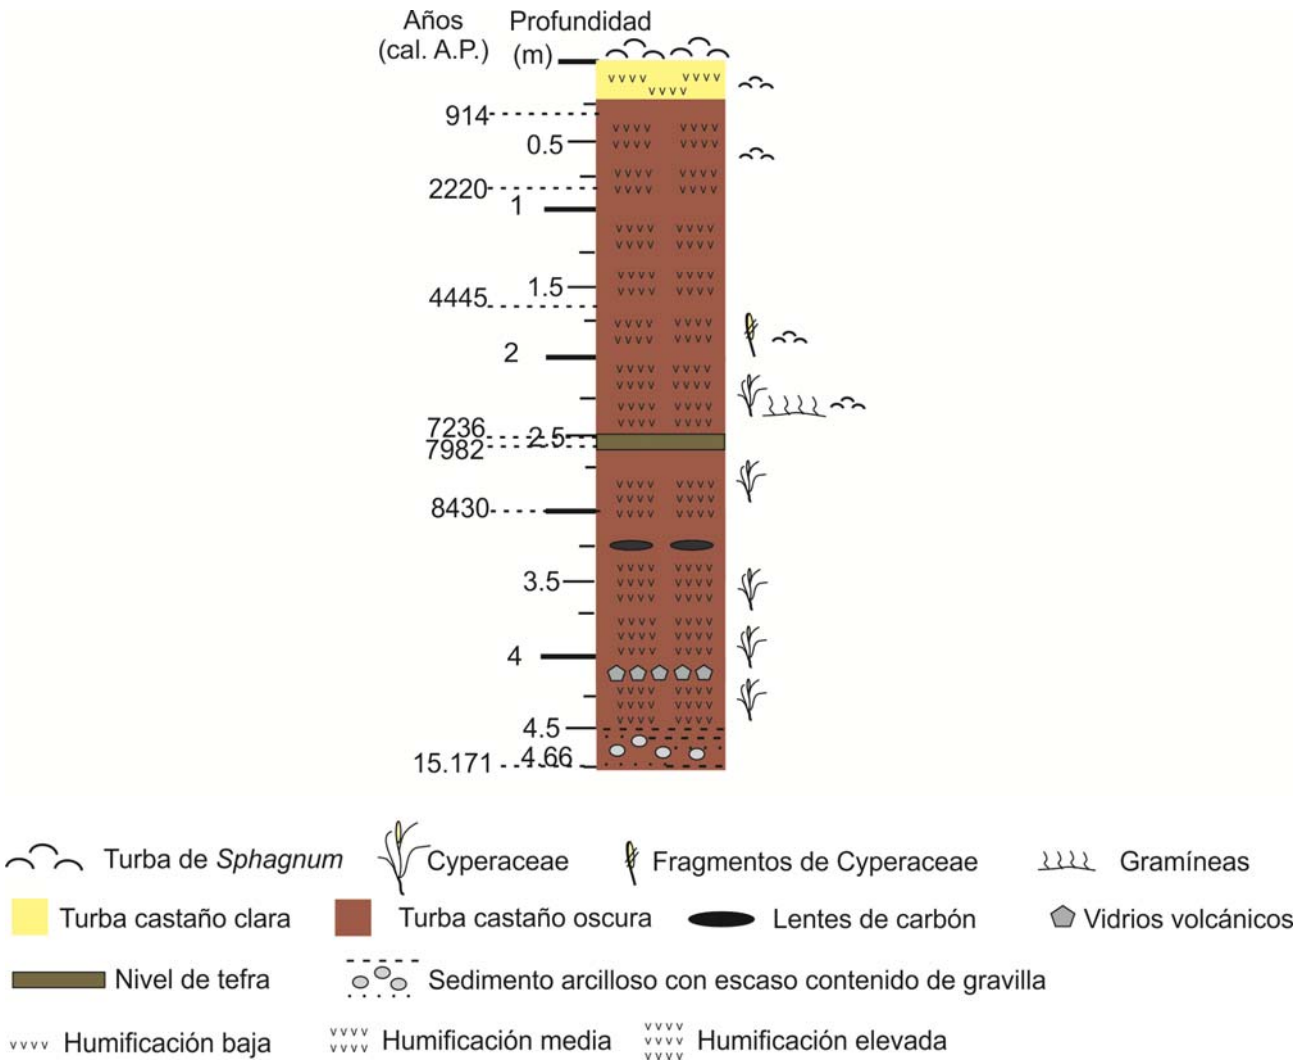 Años Profundidad
(cal. A.P.) (m)
914
0.5
2220
1
1.5
4445
2
7236
2.5
7982
8430
3.5
4
4.5
15.171 4.66
Turba de Sphagnum Cyperaceae Fragmentos de Cyperaceae Gramíneas
Turba castaño clara Turba castaño oscura Lentes de carbón Vidrios volcánicos
Nivel de tefra Sedimento arcilloso con escaso contenido de gravilla
Humificación baja Humificación media Humificación elevada